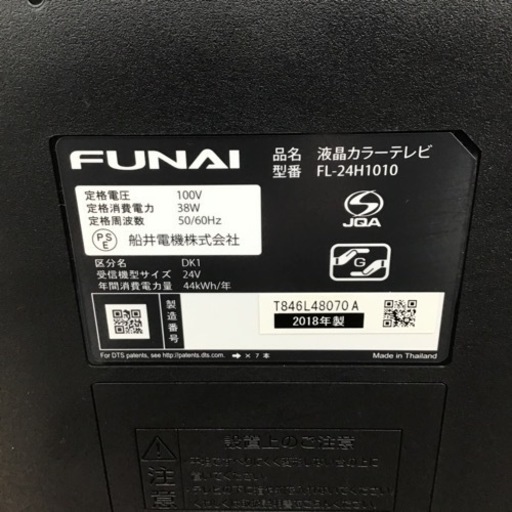 FUNAI
品名 液晶カラーテレビ
型番 FL-24H1010
定格電圧 100V
定格消費電力 38W
定格周波数 50/60Hz
PSE 船井電機株式会社
JQA
G
区分名 DK1
受信機型サイズ 24V
年間消費電力量 44kWh/年
製造番号
T846L48070 A
2018年製
For DTS patents, see http://patents.dts.com.
→ × 7本
Made in Thailand
設置上のご注意
注意